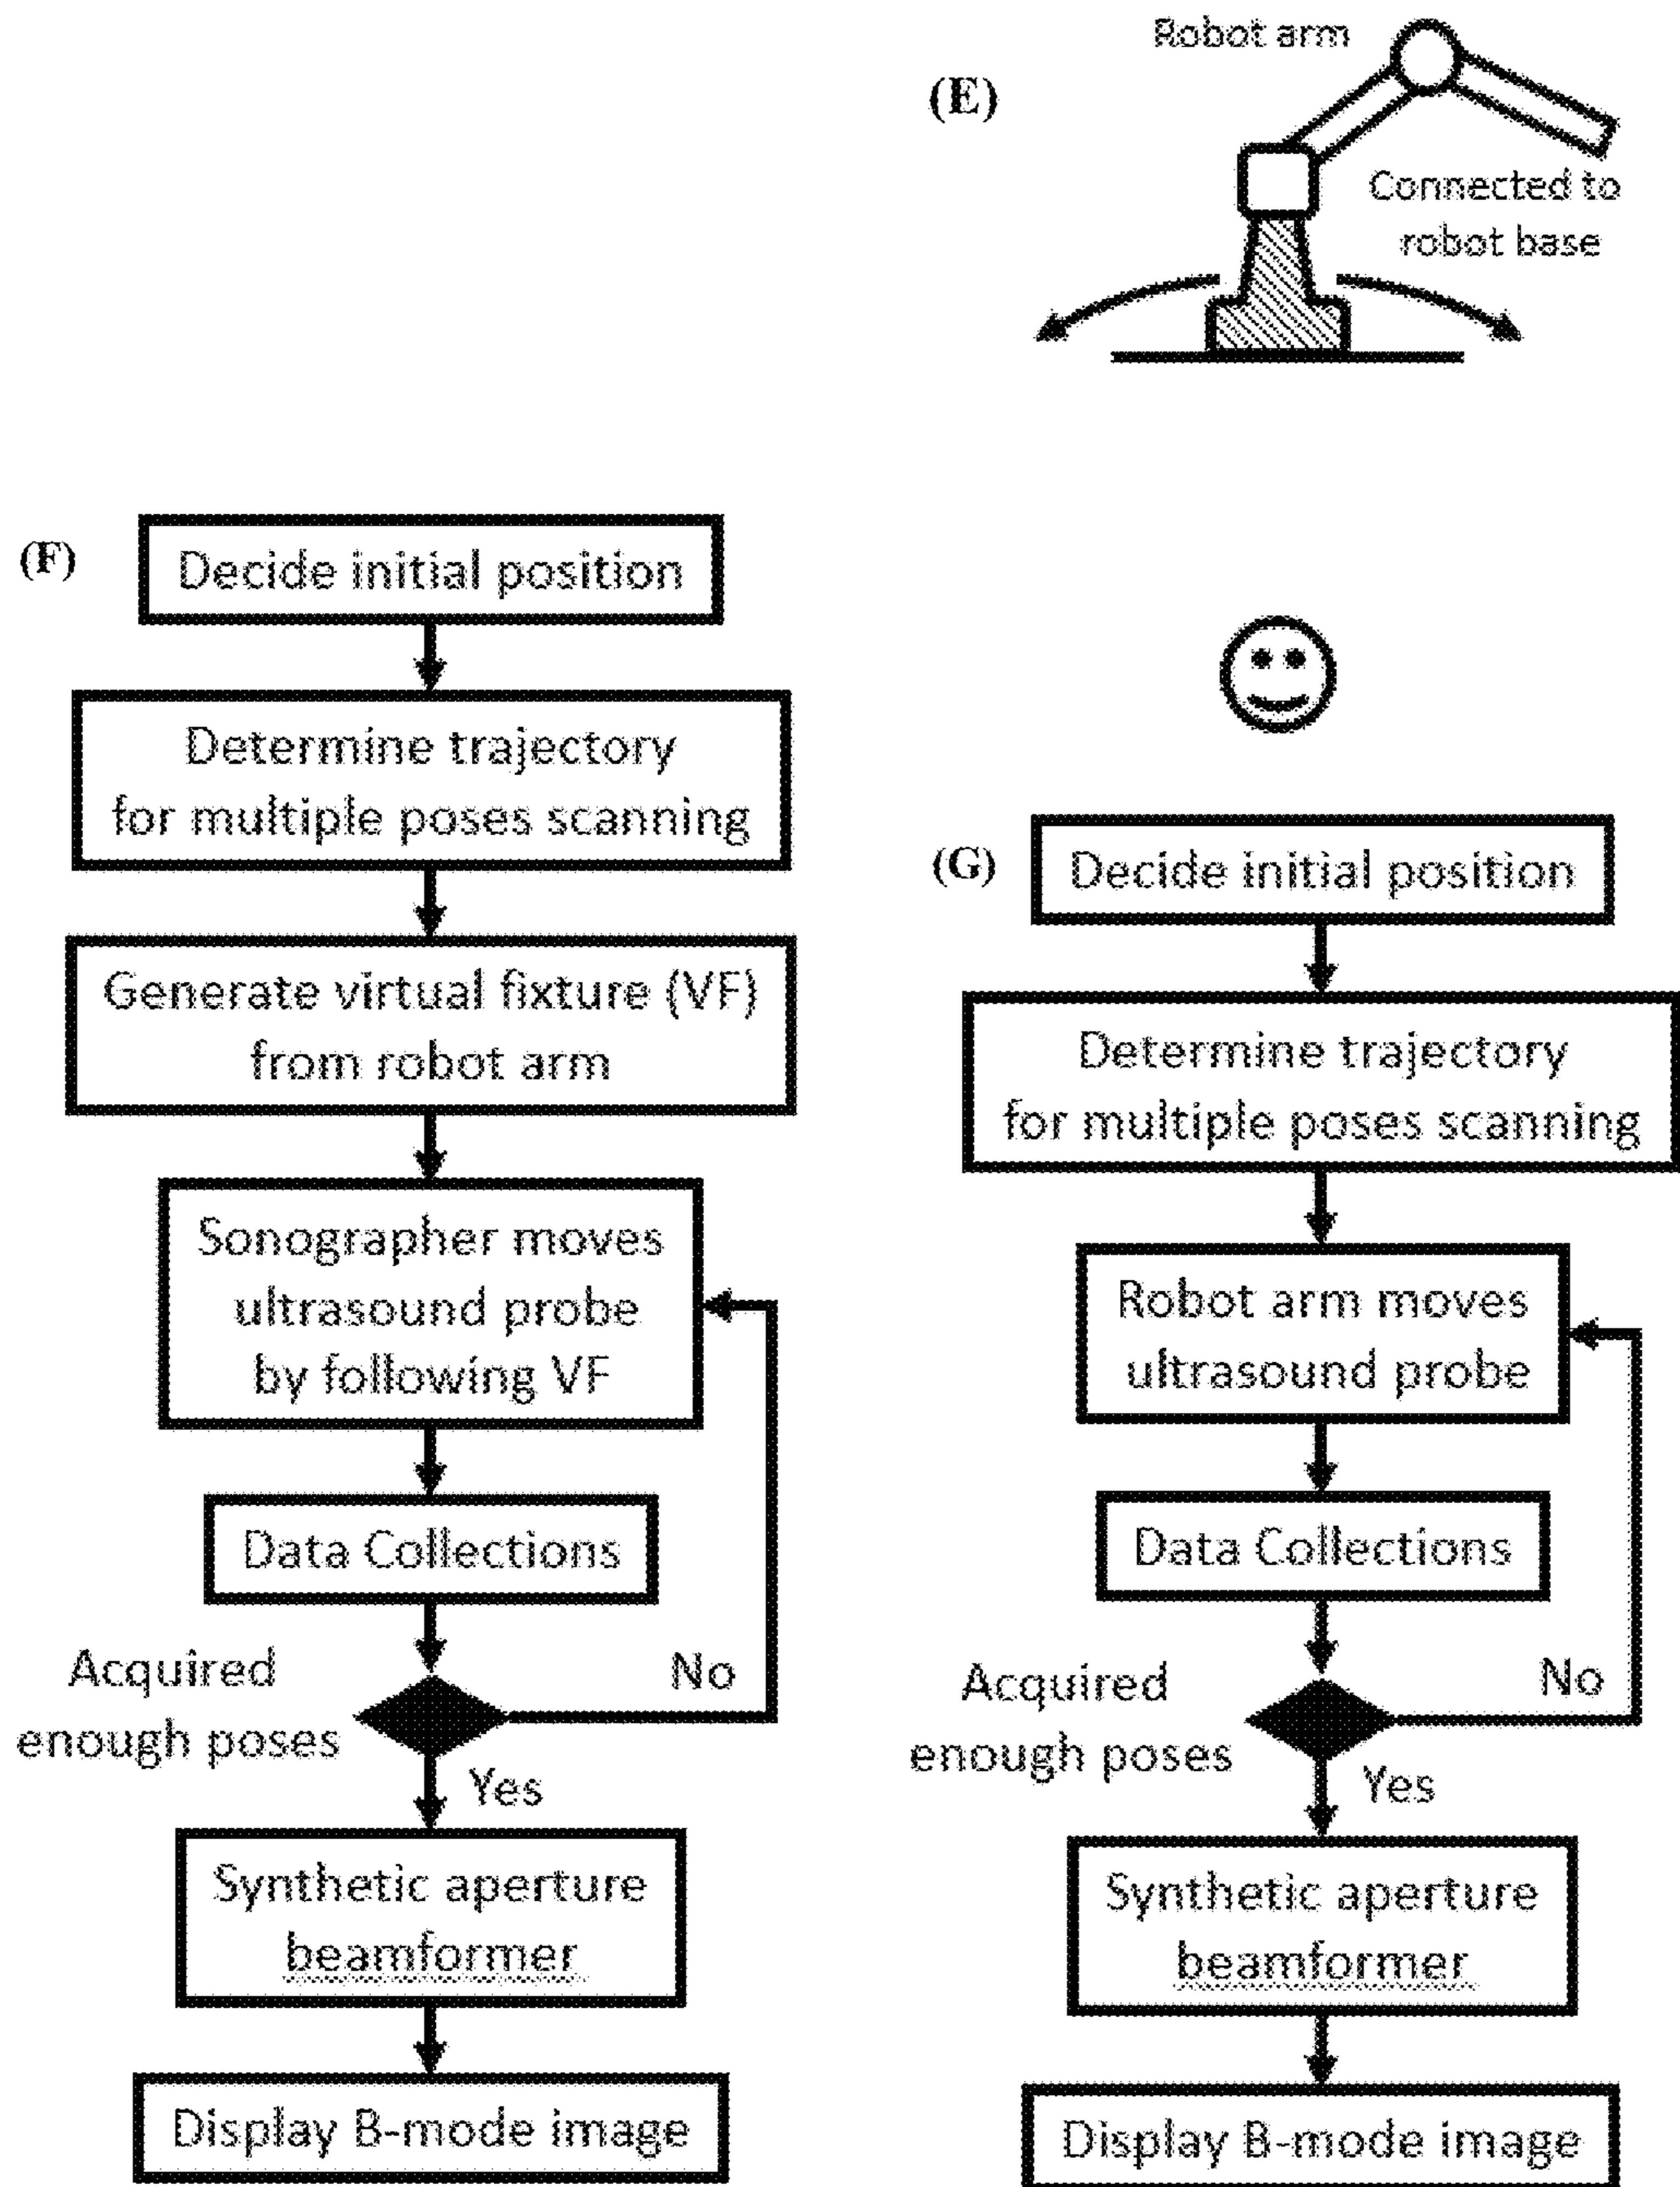 (E)
Robot arm
Connected to
robot base
(F)
Decide initial position
Determine trajectory
for multiple poses scanning
Generate virtual fixture (VF)
from robot arm
Sonographer moves
ultrasound probe
by following VF
Data Collections
Acquired
enough poses
No
Yes
Synthetic aperture
beamformer
Display B-mode image
(G)
Decide initial position
Determine trajectory
for multiple poses scanning
Robot arm moves
ultrasound probe
Data Collections
Acquired
enough poses
No
Yes
Synthetic aperture
beamformer
Display B-mode image